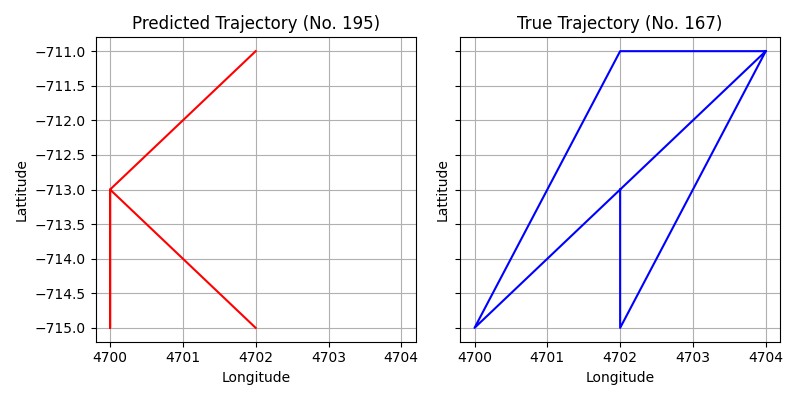 Predicted Trajectory (No. 195)
True Trajectory (No. 167)
−711.0
−711.5
−712.0
−712.5
−713.0
−713.5
−714.0
−714.5
−715.0
Lattitude
Lattitude
4700 4701 4702 4703 4704
4700 4701 4702 4703 4704
Longitude
Longitude